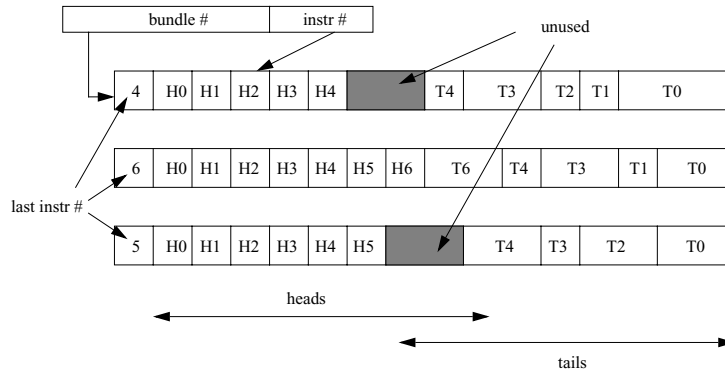 bundle # instr #
unused
4 H0 H1 H2 H3 H4 T4 T3 T2 T1 T0
6 H0 H1 H2 H3 H4 H5 H6 T6 T4 T3 T1 T0
last instr #
5 H0 H1 H2 H3 H4 H5 T4 T3 T2 T0
heads
tails